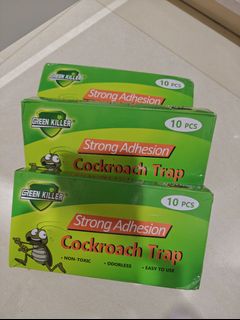 10 PCS
GREEN KILLER
Strong Adhesion
GREEN KILLER
10 PCS
Strong Adhesion
Cockroach Trap
GREEN KILLER
10 PCS
Strong Adhesion
Cockroach Trap
• NON-TOXIC • ODORLESS • EASY TO USE